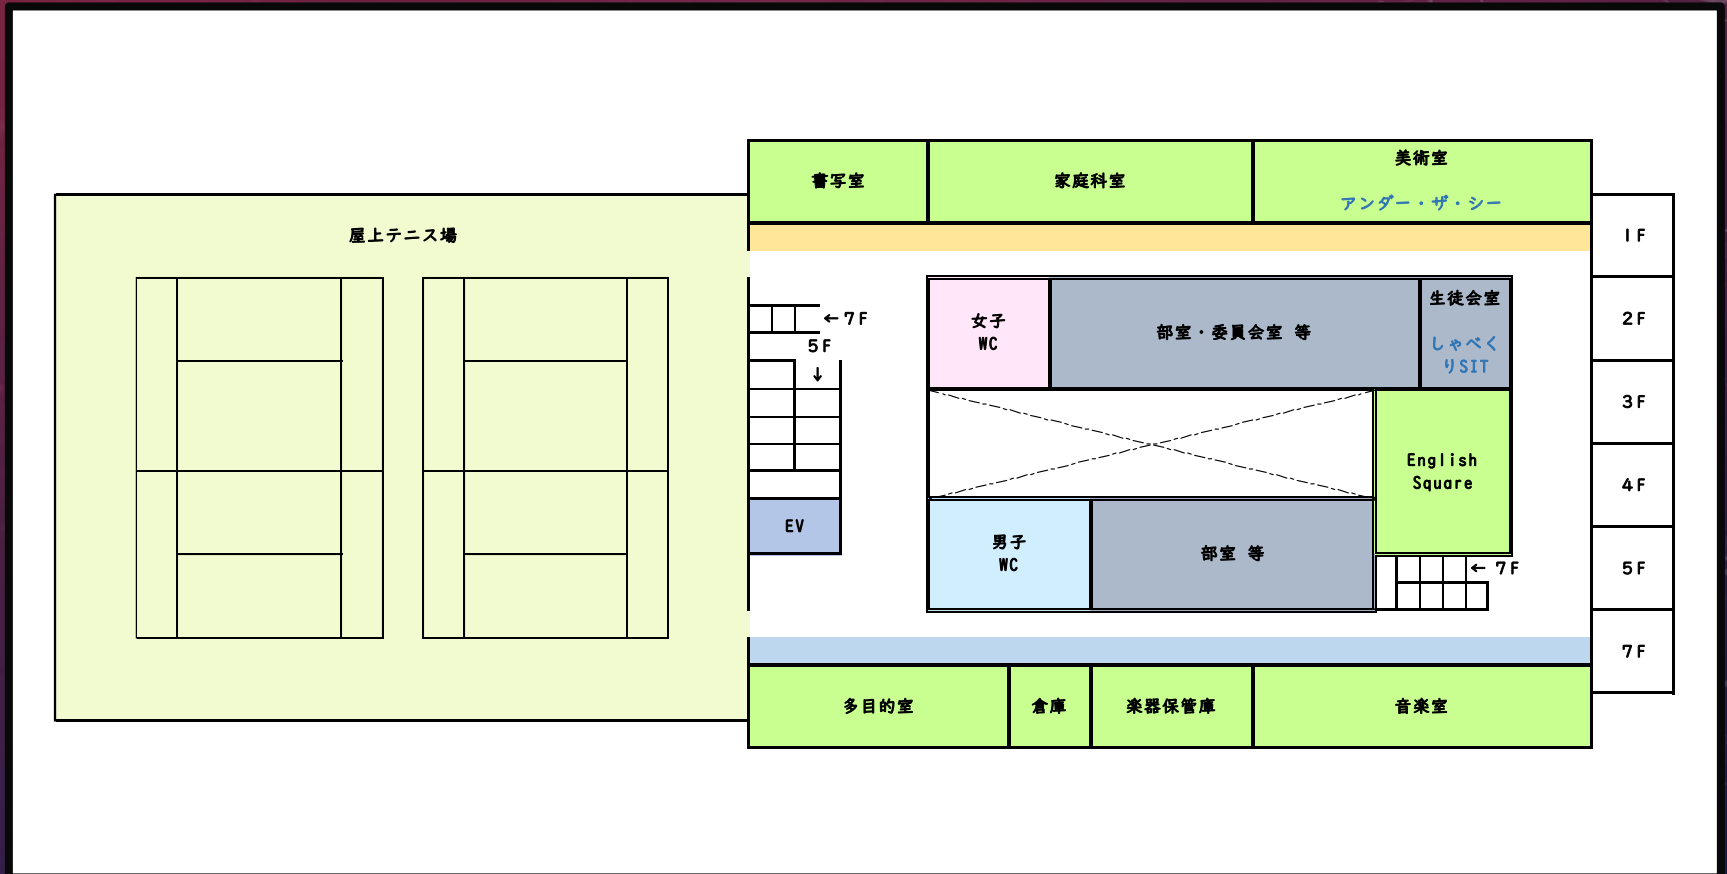 書写室
家庭科室
美術室
アンダー・ザ・シー
屋上テニス場
1F
2F
3F
4F
5F
7F
←7F
5F
↓
EV
女子
WC
部室・委員会室 等
生徒会室
しゃべく
りSIT
English
Square
男子
WC
部室 等
← 7F
多目的室
倉庫
楽器保管庫
音楽室